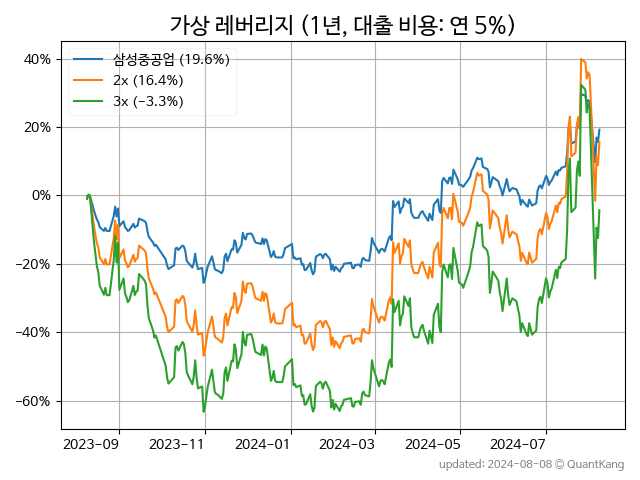 가상 레버리지 (1년, 대출 비용: 연 5%)
삼성중공업 (19.6%)
2x (16.4%)
3x (−3.3%)
40%
20%
0%
−20%
−40%
−60%
2023-09 2023-11 2024-01 2024-03 2024-05 2024-07
updated: 2024-08-08 © QuantKang